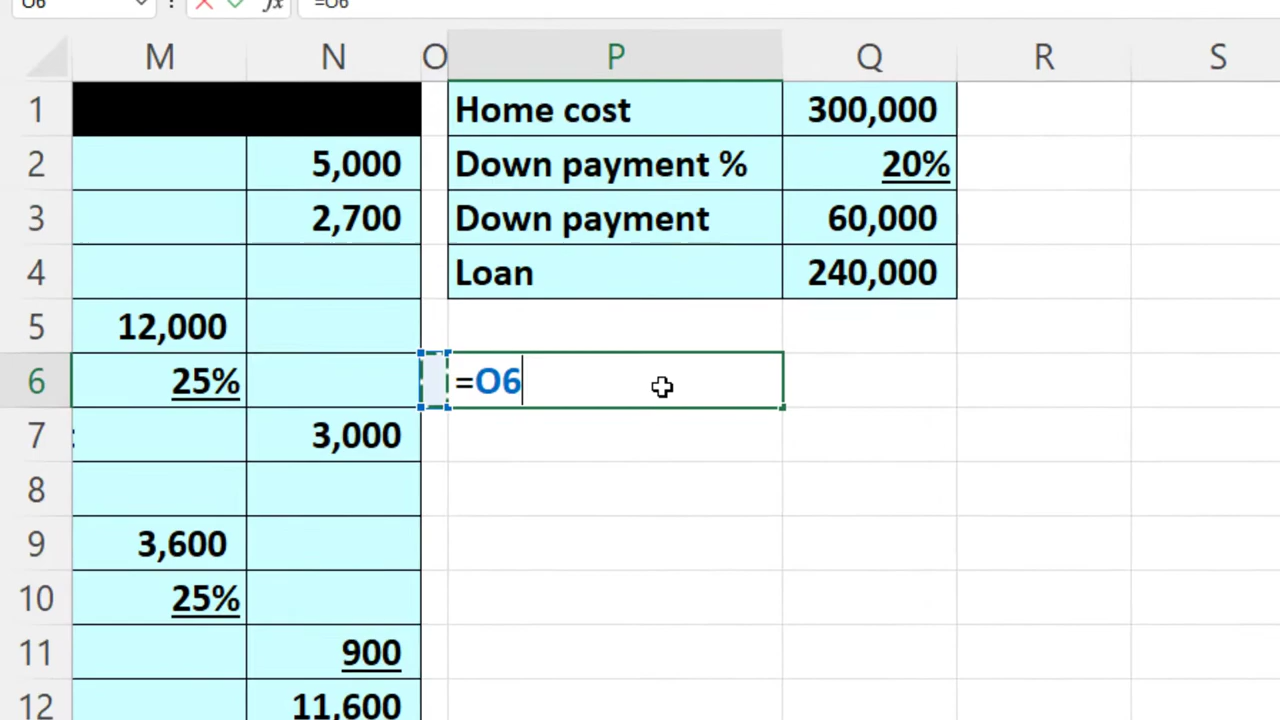 O6 fx =O6
M N O P Q R S
1 Home cost 300,000
2 5,000 Down payment % 20%
3 2,700 Down payment 60,000
4 Loan 240,000
5 12,000
6 25% =O6
7 : 3,000
8
9 3,600
10 25%
11 900
12 11,600